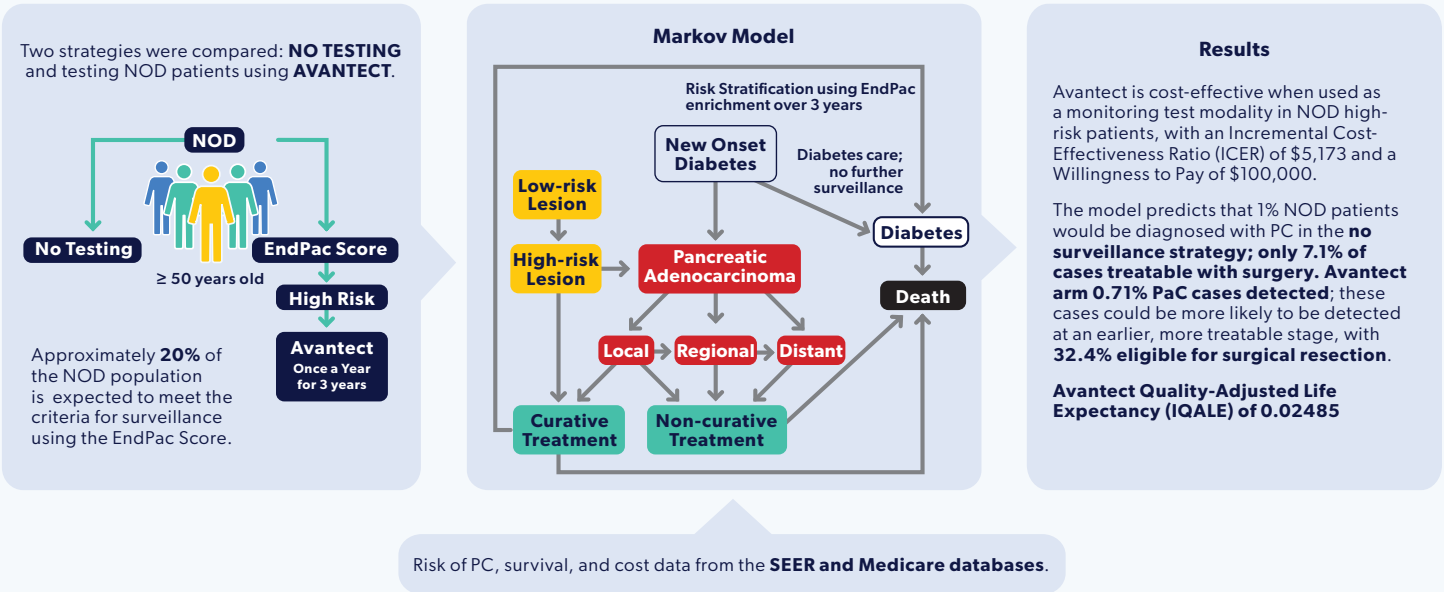 Two strategies were compared: NO TESTING
and testing NOD patients using AVANTECT.
NOD
No Testing
EndPac Score
≥ 50 years old
High Risk
Avantect
Once a Year
for 3 years
Approximately 20% of
the NOD population
is expected to meet the
criteria for surveillance
using the EndPac Score.
Markov Model
Risk Stratification using EndPac
enrichment over 3 years
New Onset
Diabetes
Diabetes care;
no further
surveillance
Low-risk
Lesion
Diabetes
High-risk
Lesion
Pancreatic
Adenocarcinoma
Death
Local
Regional
Distant
Curative
Treatment
Non-curative
Treatment
Results
Avantect is cost-effective when used as
a monitoring test modality in NOD high-
risk patients, with an Incremental Cost-
Effectiveness Ratio (ICER) of $5,173 and a
Willingness to Pay of $100,000.
The model predicts that 1% NOD patients
would be diagnosed with PC in the no
surveillance strategy; only 7.1% of
cases treatable with surgery. Avantect
arm 0.71% PaC cases detected; these
cases could be more likely to be detected
at an earlier, more treatable stage, with
32.4% eligible for surgical resection.
Avantect Quality-Adjusted Life
Expectancy (IQALE) of 0.02485
Risk of PC, survival, and cost data from the SEER and Medicare databases.